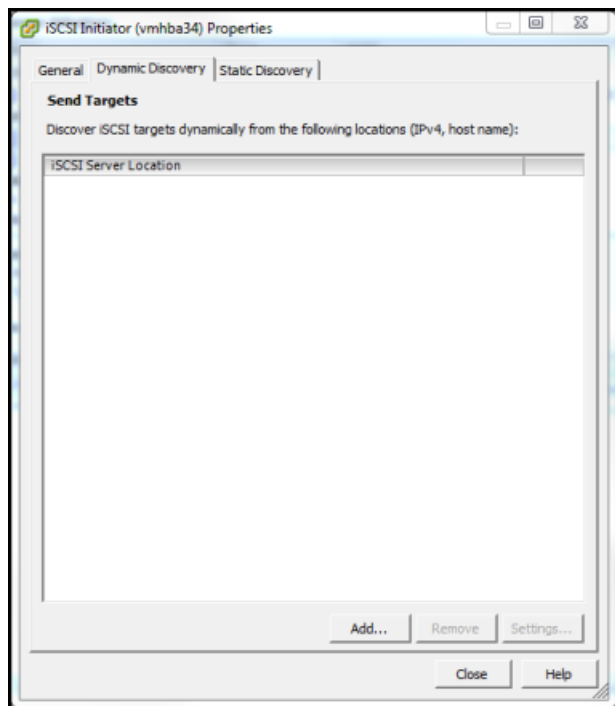 iSCSI Initiator (vmhba34) Properties
General Dynamic Discovery Static Discovery
Send Targets
Discover iSCSI targets dynamically from the following locations (IPv4, host name):
iSCSI Server Location
Add... Remove Settings...
Close Help